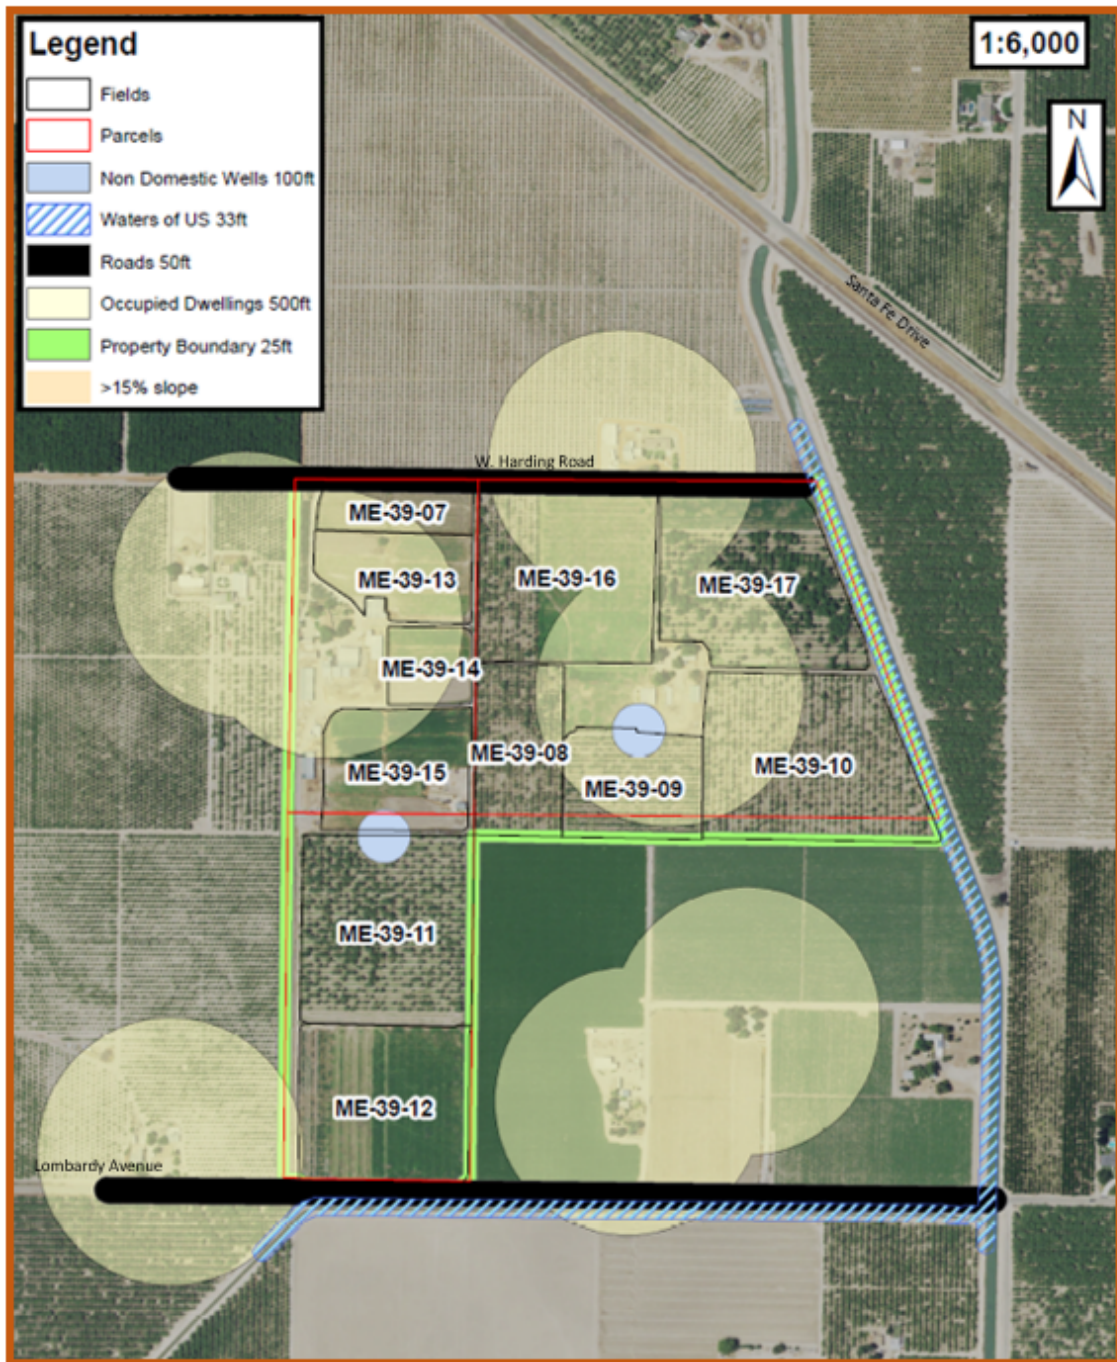 Legend
1:6,000
Fields
Parcels
Non Domestic Wells 100ft
Waters of US 33ft
Roads 50ft
Occupied Dwellings 500ft
Property Boundary 25ft
>15% slope
N
Santa Fe Drive
W. Harding Road
ME-39-07
ME-39-13
ME-39-16
ME-39-17
ME-39-14
ME-39-08
ME-39-15
ME-39-09
ME-39-10
ME-39-11
ME-39-12
Lombardy Avenue